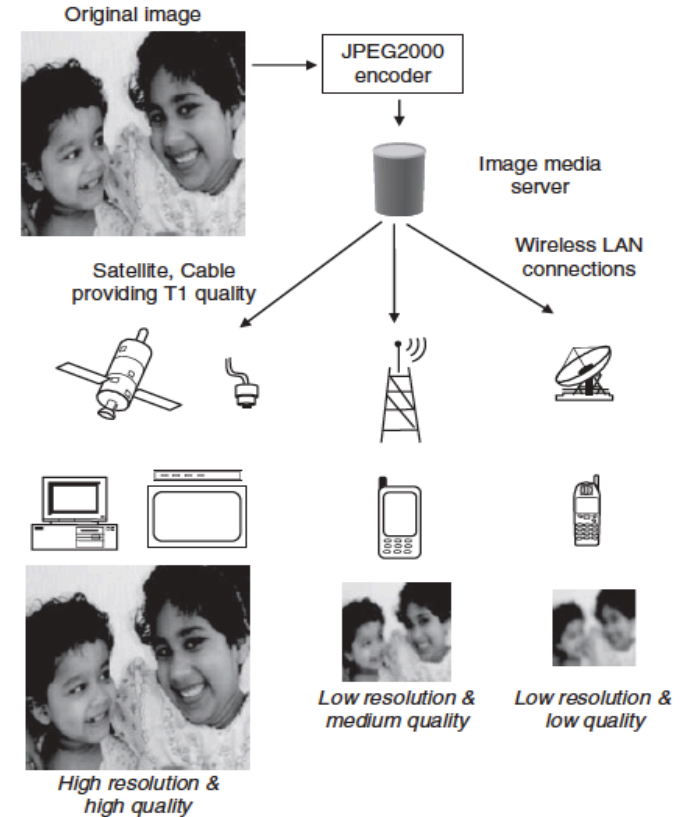 Original image
JPEG2000
encoder
Image media
server
Wireless LAN
connections
Satellite, Cable
providing T1 quality
Low resolution &
medium quality
Low resolution &
low quality
High resolution &
high quality